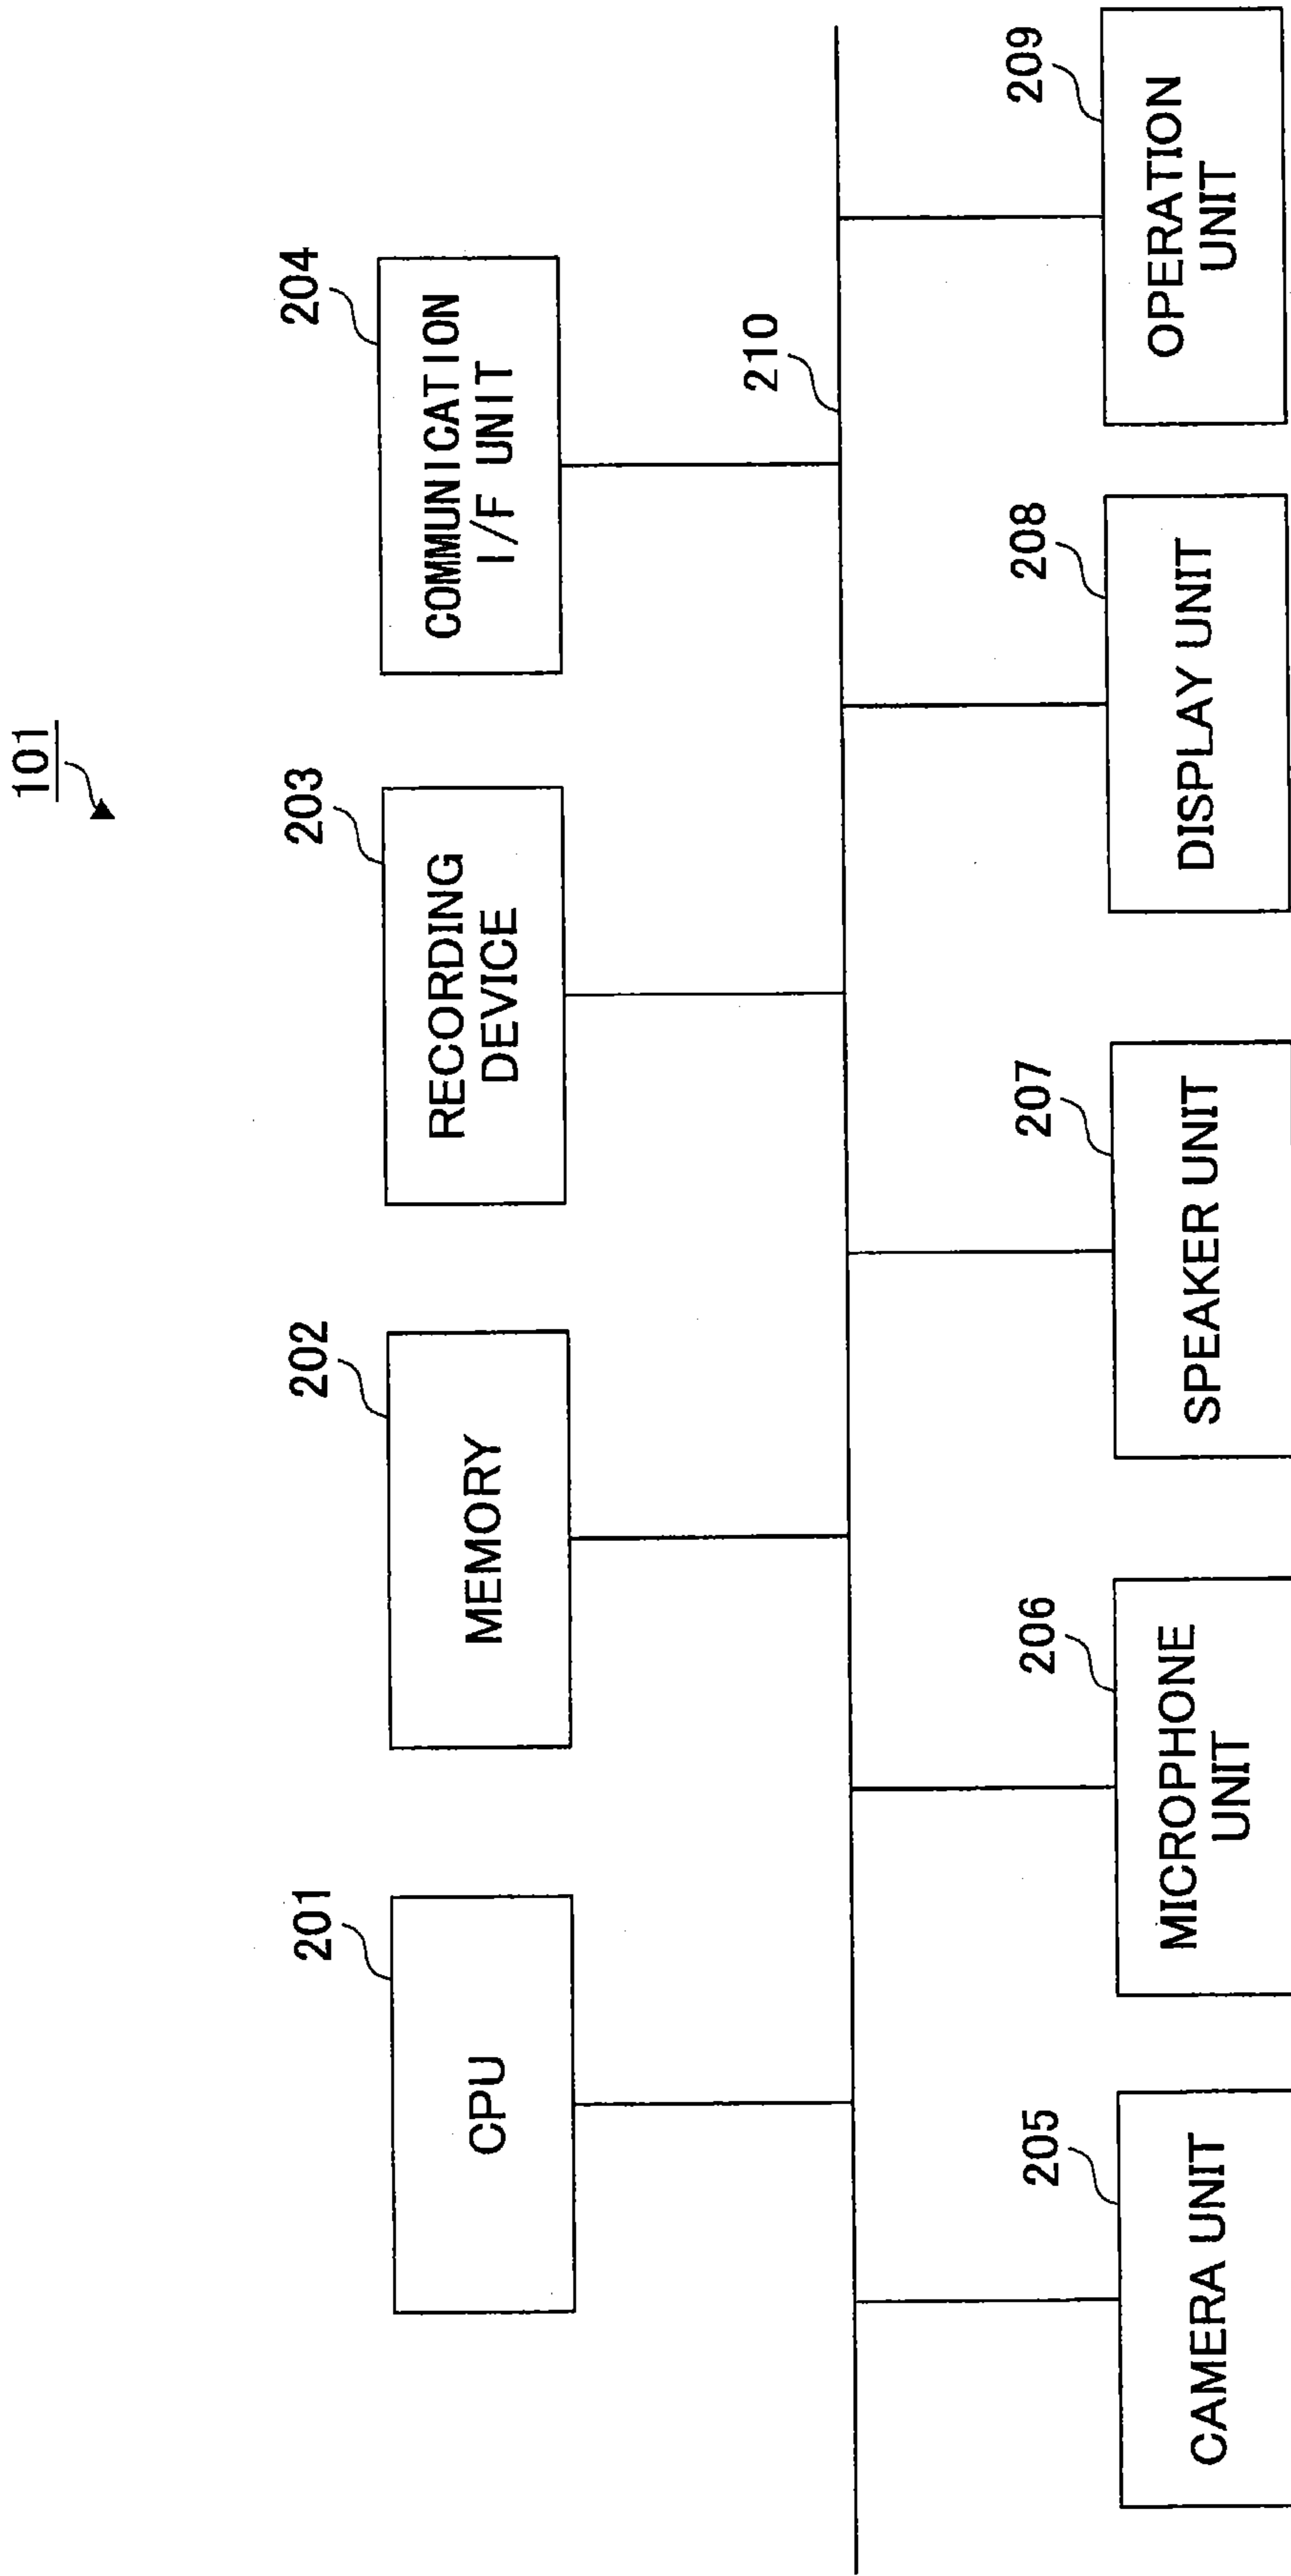 101
201
CPU
202
MEMORY
203
RECORDING
DEVICE
204
COMMUNICATION
I/F UNIT
210
205
CAMERA UNIT
206
MICROPHONE
UNIT
207
SPEAKER UNIT
208
DISPLAY UNIT
209
OPERATION
UNIT